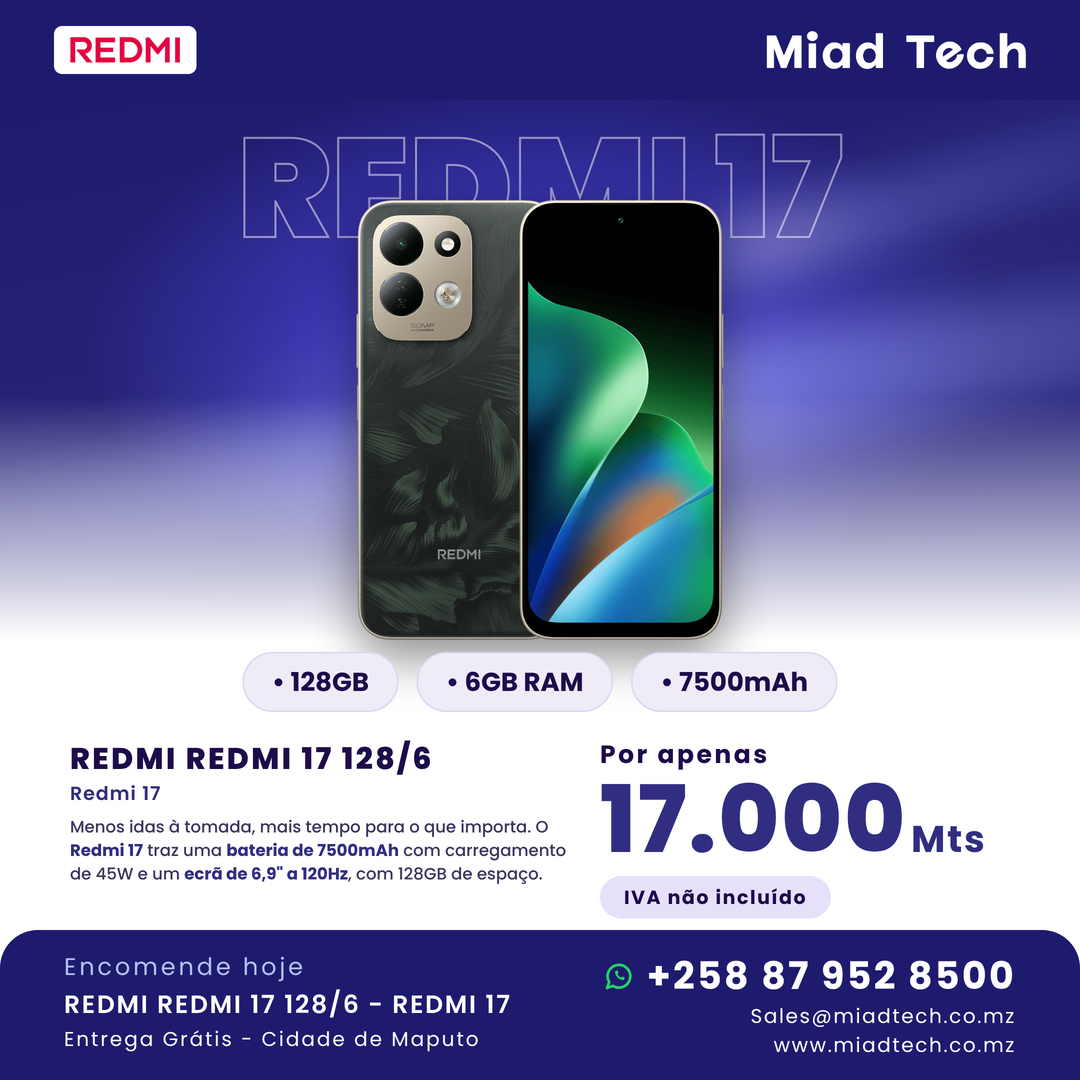 REDMI
Miad Tech
REDMI 17
50MP
REDMI
• 128GB
• 6GB RAM
• 7500mAh
REDMI REDMI 17 128/6
Redmi 17
Menos idas à tomada, mais tempo para o que importa. O
Redmi 17 traz uma bateria de 7500mAh com carregamento
de 45W e um ecrã de 6,9" a 120Hz, com 128GB de espaço.
Por apenas
17.000 Mts
IVA não incluído
Encomende hoje
REDMI REDMI 17 128/6 - REDMI 17
Entrega Grátis - Cidade de Maputo
+258 87 952 8500
Sales@miadtech.co.mz
www.miadtech.co.mz